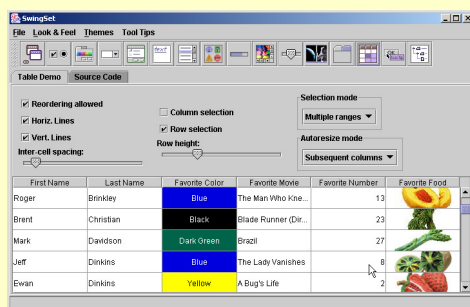 SwingSet
File Look & Feel Themes Tool Tips
Table Demo Source Code
Reordering allowed
Horiz. Lines
Vert. Lines
Inter-cell spacing:
Column selection
Row selection
Row height:
Selection mode
Multiple ranges
Autoresize mode
Subsequent columns
First Name Last Name Favorite Color Favorite Movie Favorite Number Favorite Food
Roger Brinkley Blue The Man Who Kne... 13
Brent Christian Black Blade Runner (Dir... 23
Mark Davidson Dark Green Brazil 27
Jeff Dinkins Blue The Lady Vanishes 8
Ewan Dinkins Yellow A Bug's Life 2